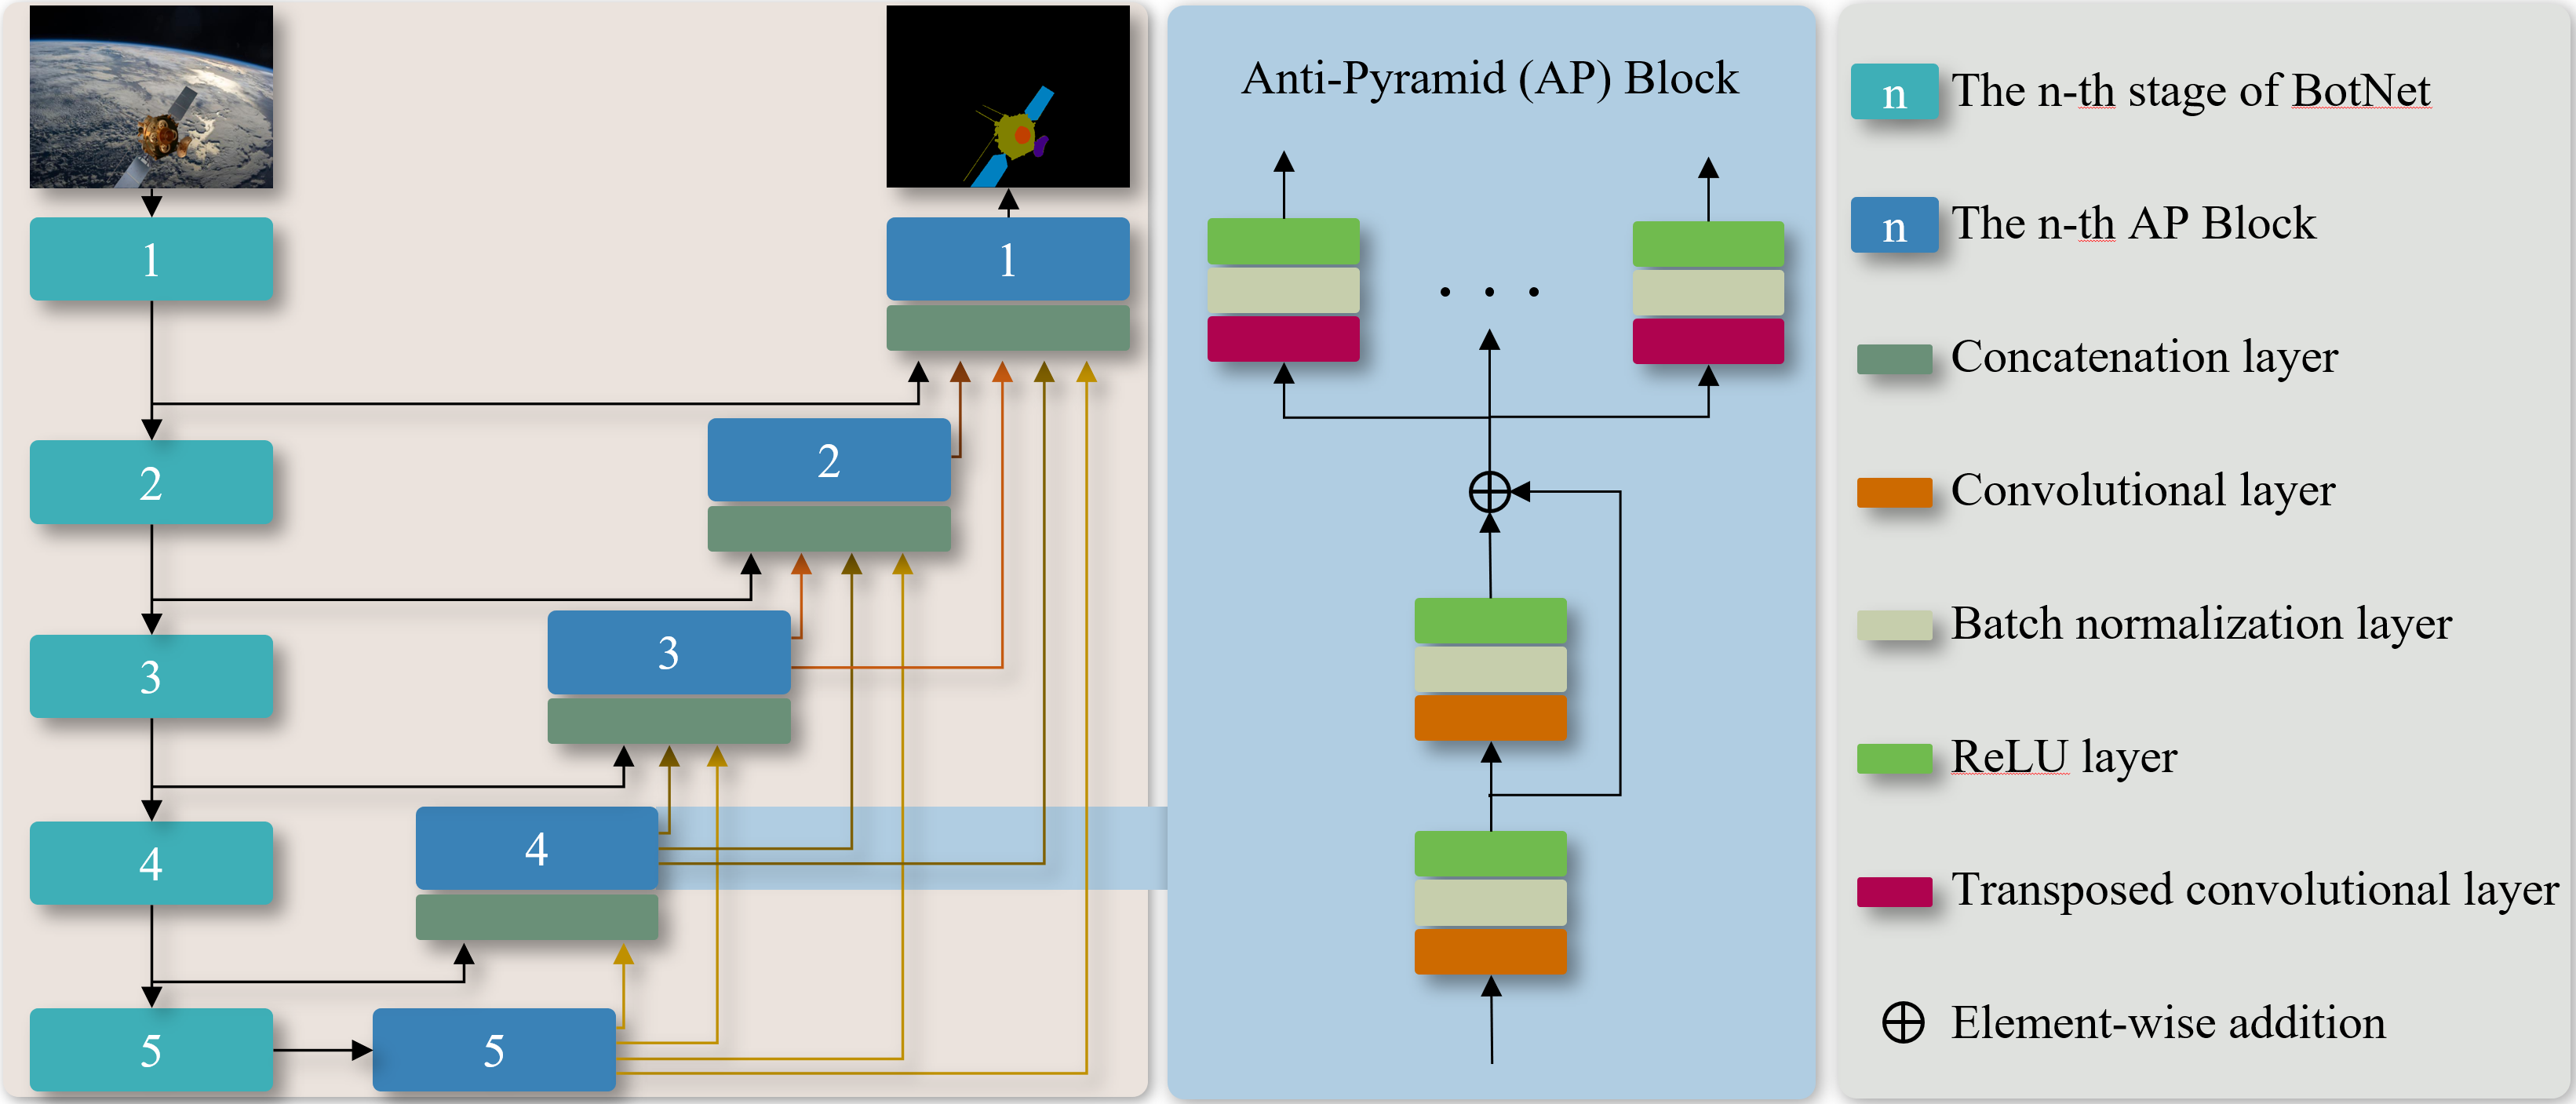 1
1
2
2
3
3
4
4
5
5
Anti-Pyramid (AP) Block
. . .
n The n-th stage of BotNet
n The n-th AP Block
Concatenation layer
Convolutional layer
Batch normalization layer
ReLU layer
Transposed convolutional layer
Element-wise addition